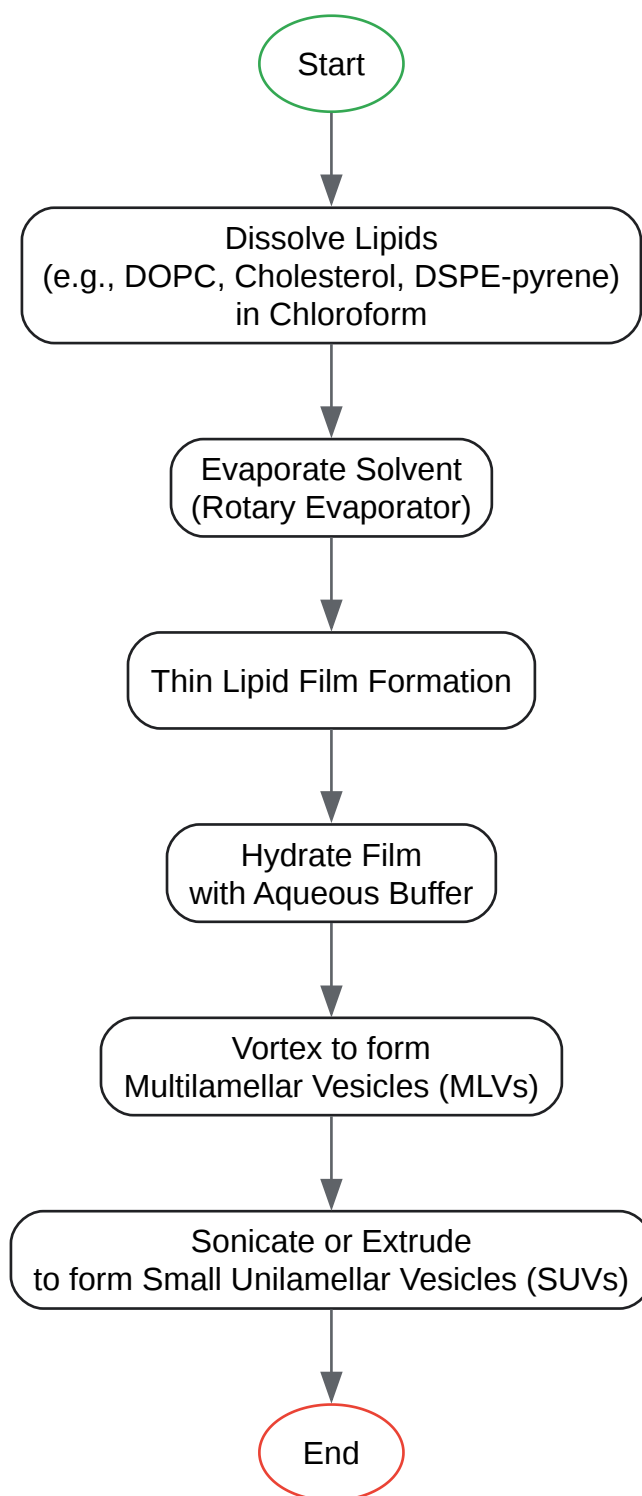 Start
Dissolve Lipids
(e.g., DOPC, Cholesterol, DSPE-pyrene)
in Chloroform
Evaporate Solvent
(Rotary Evaporator)
Thin Lipid Film Formation
Hydrate Film
with Aqueous Buffer
Vortex to form
Multilamellar Vesicles (MLVs)
Sonicate or Extrude
to form Small Unilamellar Vesicles (SUVs)
End